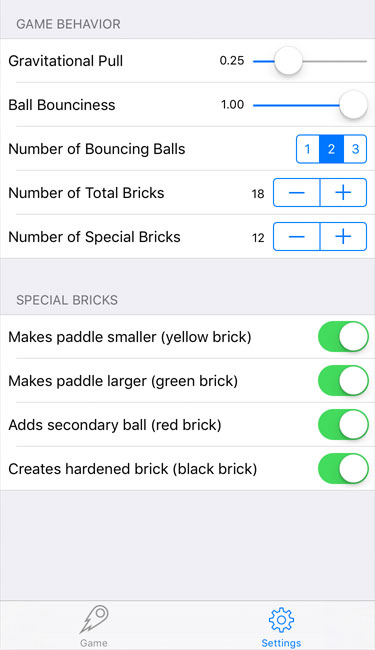 GAME BEHAVIOR
Gravitational Pull 0.25
Ball Bounciness 1.00
Number of Bouncing Balls 1 2 3
Number of Total Bricks 18 − +
Number of Special Bricks 12 − +
SPECIAL BRICKS
Makes paddle smaller (yellow brick)
Makes paddle larger (green brick)
Adds secondary ball (red brick)
Creates hardened brick (black brick)
Game Settings